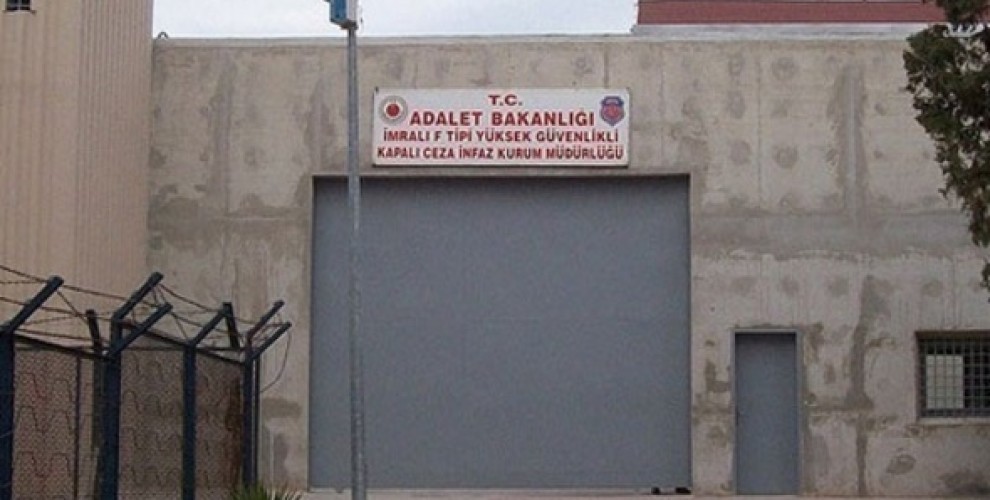 T.C.
ADALET BAKANLIĞI
İMRALI F TİPİ YÜKSEK GÜVENLİKLİ
KAPALI CEZA İNFAZ KURUM MÜDÜRLÜĞÜ